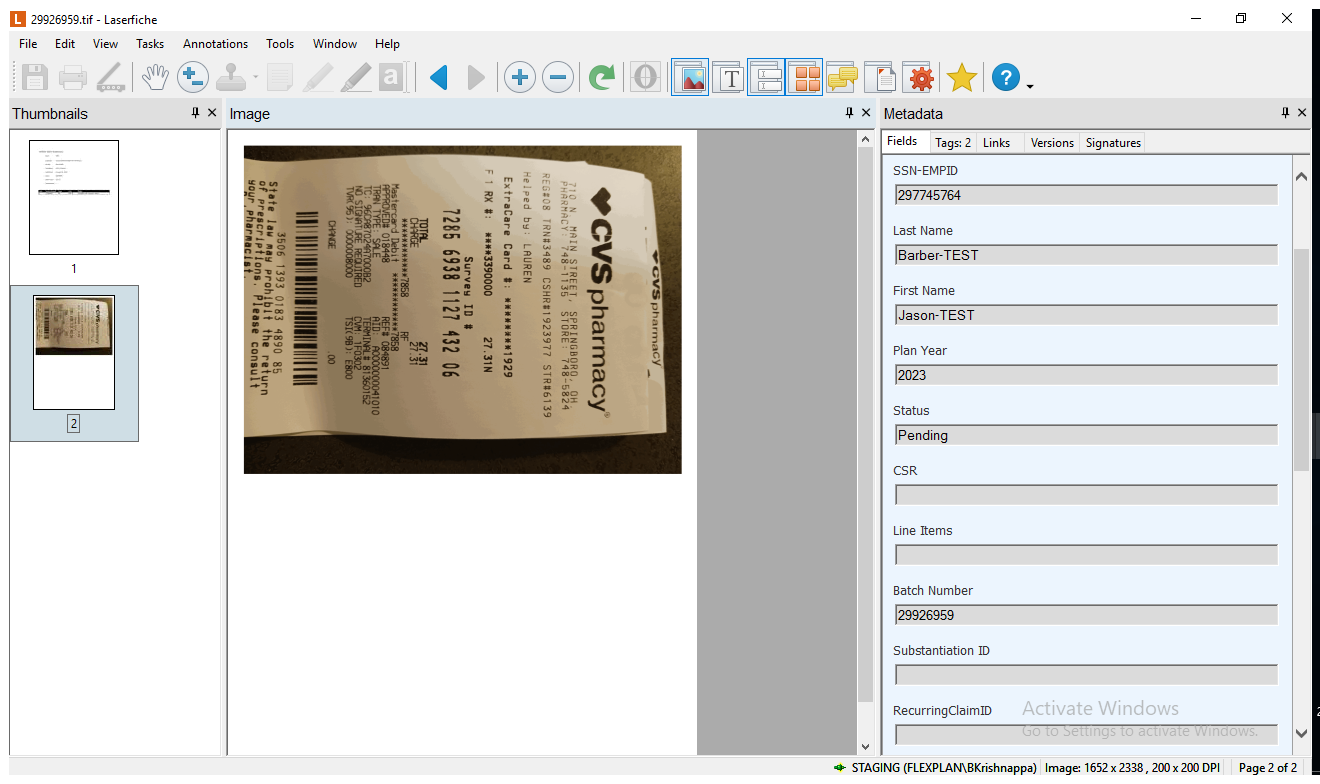 29926959.tif - Laserfiche
File Edit View Tasks Annotations Tools Window Help
Thumbnails
1
2
Image
CVS pharmacy
CVS pharmacy®
710 N. MAIN STREET, SPRINGBORO, OH
PHARMACY: 748-1135 STORE: 748-5824
REG#08 TRN#3489 CSHR#1923977 STR#6139
Helped by: LAUREN
ExtraCare Card #: ********1929
F 1 RX #: ****3390000 27.31N
Survey ID #
7285 6938 1127 432 06
TOTAL 27.31
CHARGE 27.31
************7858 RF
Mastercard Debit ************7858
APPROVED# 018448 REF# 084891
TRAN TYPE: SALE AID: A0000000041010
NO SIGNATURE REQUIRED CVM: 1F0302
TVR(95): 0000008000 TSI(9B): E800
CHANGE .00
3506 1393 0183 4890 85
State law may prohibit the return
of prescriptions. Please consult
your pharmacist.
Metadata
Fields Tags: 2 Links Versions Signatures
SSN-EMPID
297745764
Last Name
Barber-TEST
First Name
Jason-TEST
Plan Year
2023
Status
Pending
CSR
Line Items
Batch Number
29926959
Substantiation ID
RecurringClaimID
Activate Windows
Go to Settings to activate Windows.
STAGING (FLEXPLAN\BKrishnappa) Image: 1652 x 2338 , 200 x 200 DPI Page 2 of 2